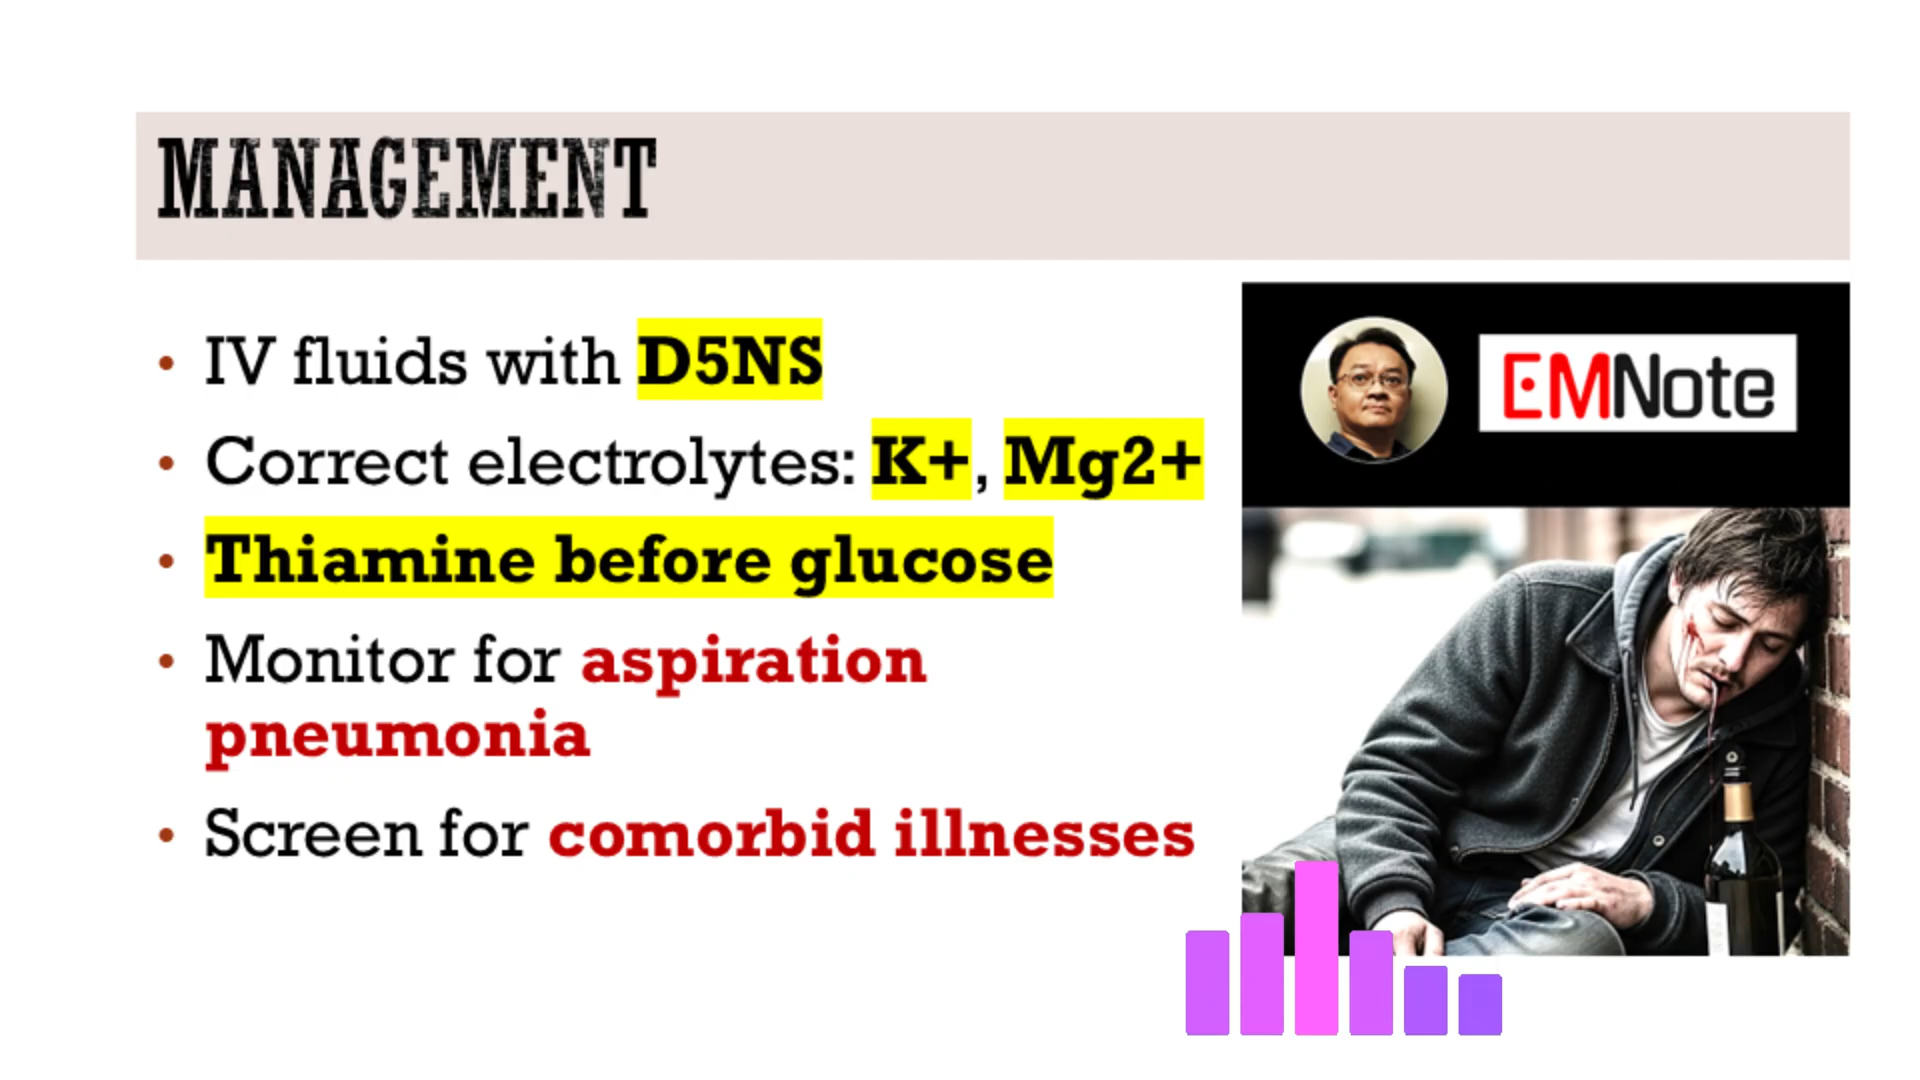 MANAGEMENT
• IV fluids with D5NS
• Correct electrolytes: K+, Mg2+
• Thiamine before glucose
• Monitor for aspiration
pneumonia
• Screen for comorbid illnesses
EMNote